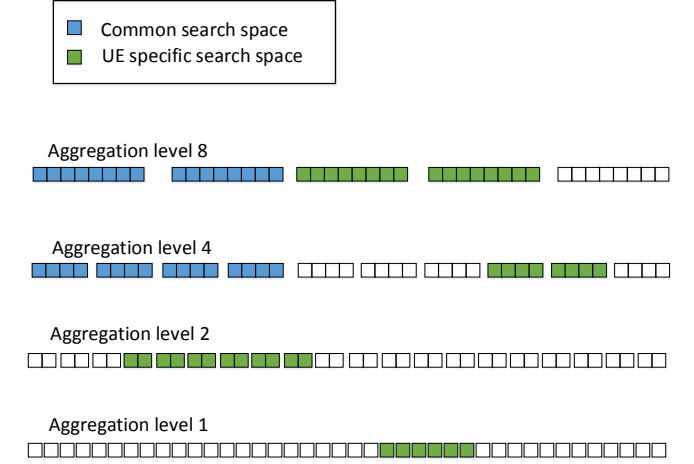 Common search space
UE specific search space
Aggregation level 8
Aggregation level 4
Aggregation level 2
Aggregation level 1